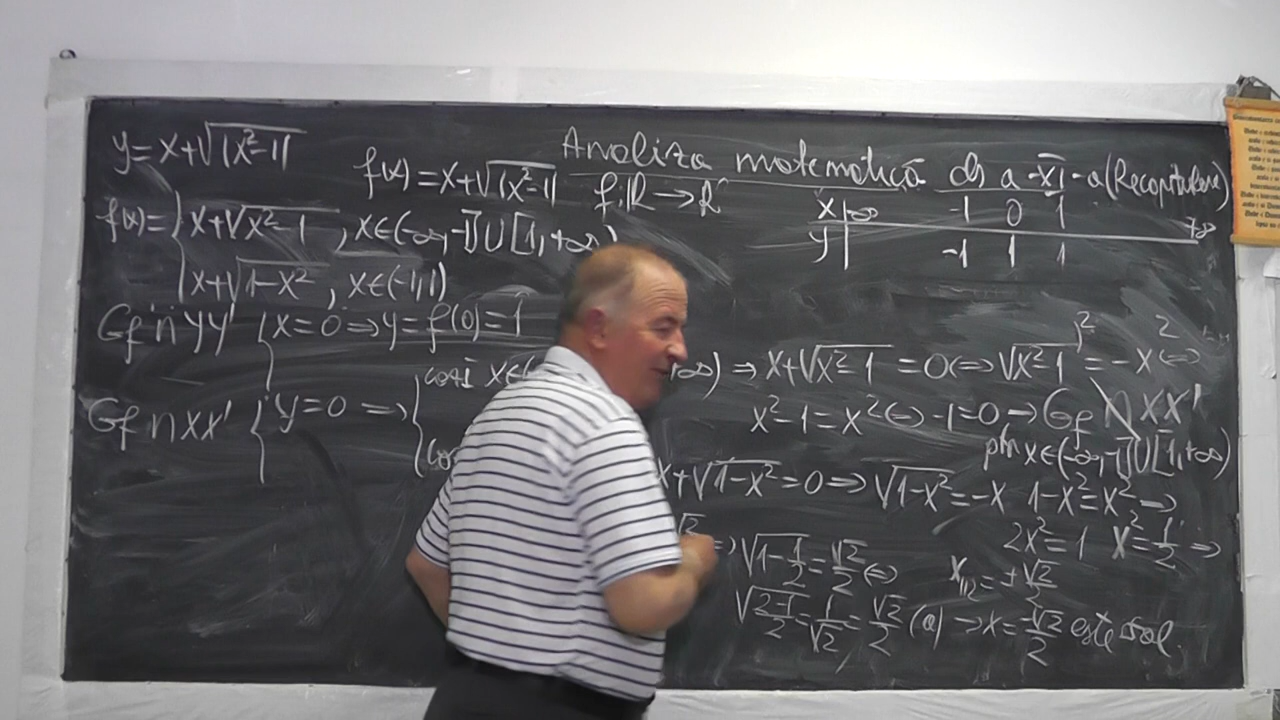 y=x+√|x²-1|
Analiza matematică cls a -XI -a (Recapitulare)
f(x)=x+√|x²-1| f:R→R
x -∞ -1 0 1 +∞
y -1 1 1
f(x)={x+√x²-1, x∈(-∞,-1]∪[1,+∞)
x+√1-x², x∈(-1,1)
Gf∩yy' {x=0⇒y=f(0)=1
Gf∩xx' {y=0⇒
{cazI x∈( +∞)⇒x+√x²-1=0⇔√x²-1=-x |² ⇔
x²-1=x²⇔-1=0→Gf ∩ xx'
ptr x∈(-∞,-1]∪[1,+∞)
x+√1-x²=0⇒√1-x²=-x 1-x²=x²→
2x²=1 x²=1/2⇒
x1,2=±√2/2
√2 ⇒√1-1/2=√2/2⇔
√2-1/2=1/√2=√2/2 (a)→x=-√2/2 este sol.